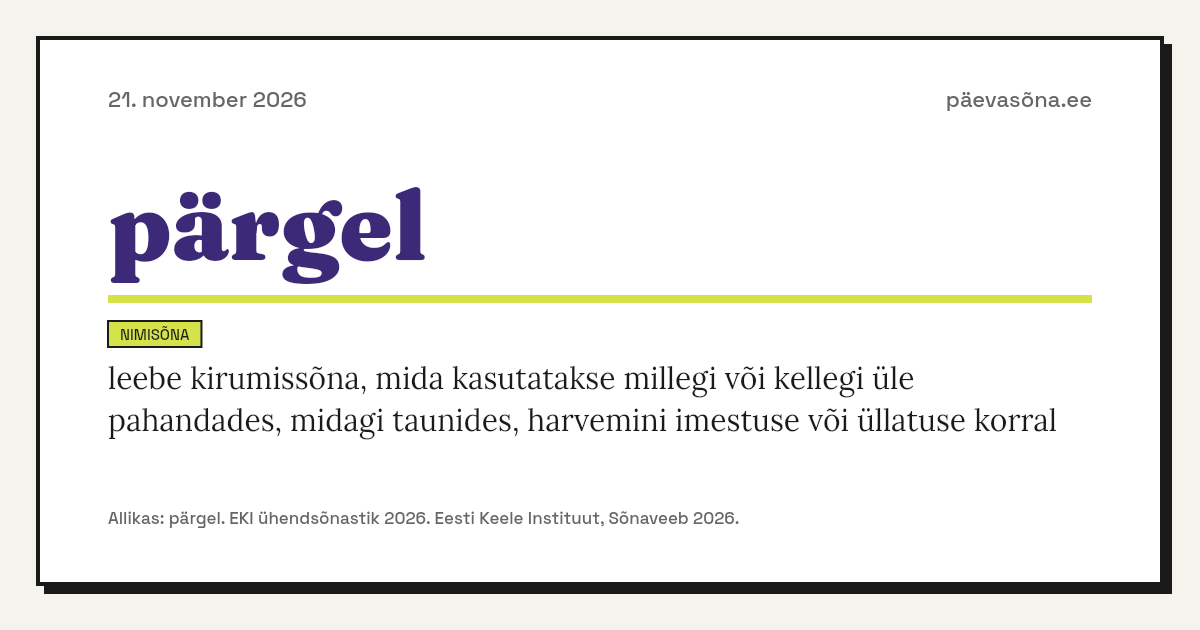 21. november 2026
päevasõna.ee
pärgel
NIMISÕNA
leebe kirumissõna, mida kasutatakse millegi või kellegi üle
pahandades, midagi taunides, harvemini imestuse või üllatuse korral
Allikas: pärgel. EKI ühendsõnastik 2026. Eesti Keele Instituut, Sõnaveeb 2026.